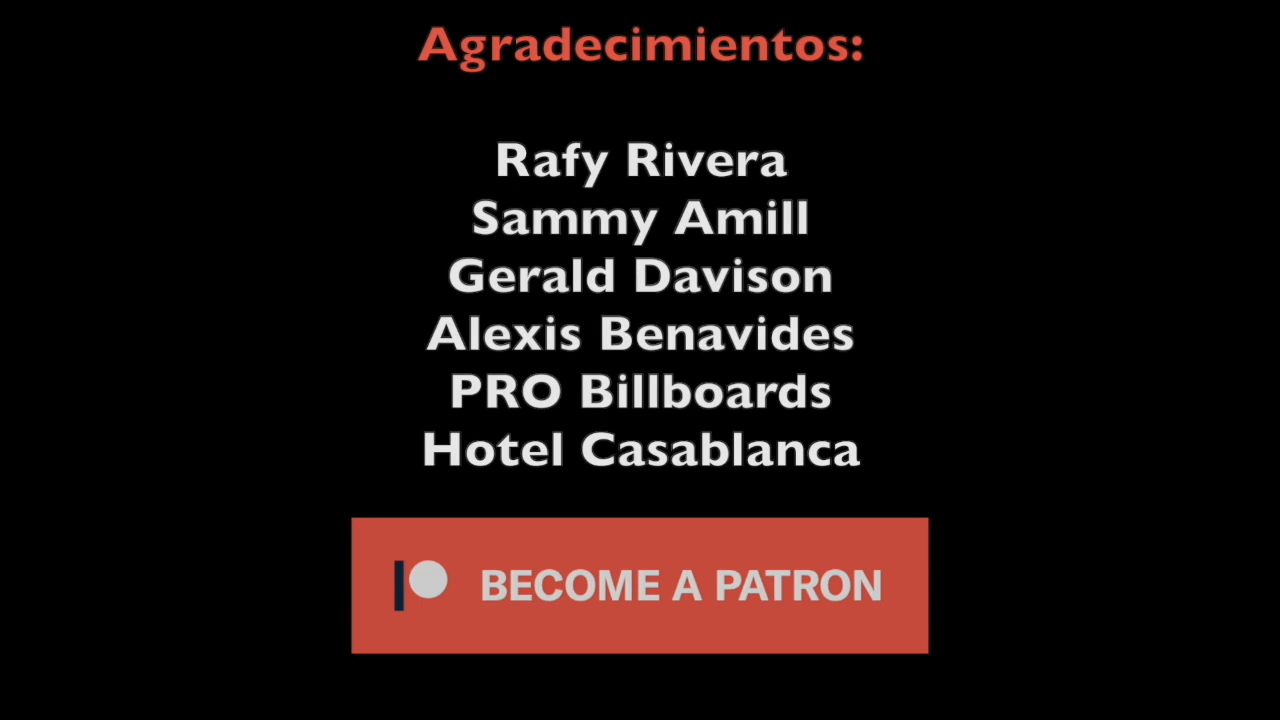 Agradecimientos:
Rafy Rivera
Sammy Amill
Gerald Davison
Alexis Benavides
PRO Billboards
Hotel Casablanca
BECOME A PATRON